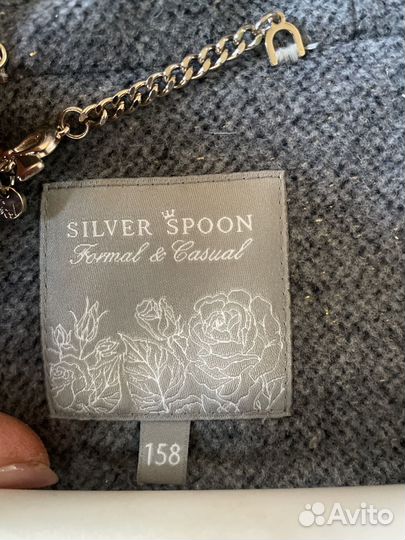 SILVER SPOON
Formal & Casual
158
Avito